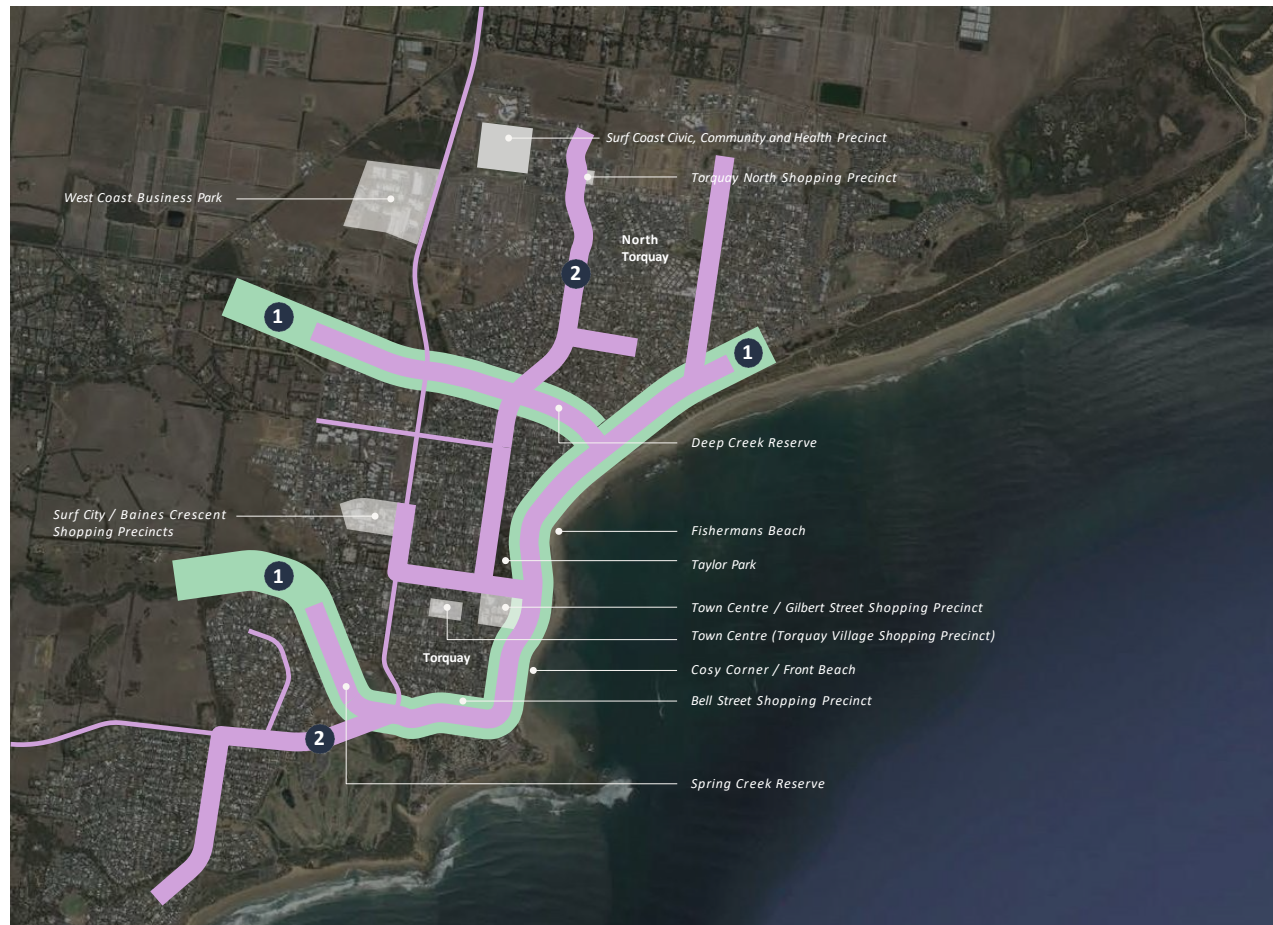 Surf Coast Civic, Community and Health Precinct
Torquay North Shopping Precinct
West Coast Business Park
North
Torquay
2
1
1
Deep Creek Reserve
Surf City / Baines Crescent
Shopping Precincts
Fishermans Beach
Taylor Park
1
Town Centre / Gilbert Street Shopping Precinct
Town Centre (Torquay Village Shopping Precinct)
Torquay
Cosy Corner / Front Beach
Bell Street Shopping Precinct
2
Spring Creek Reserve